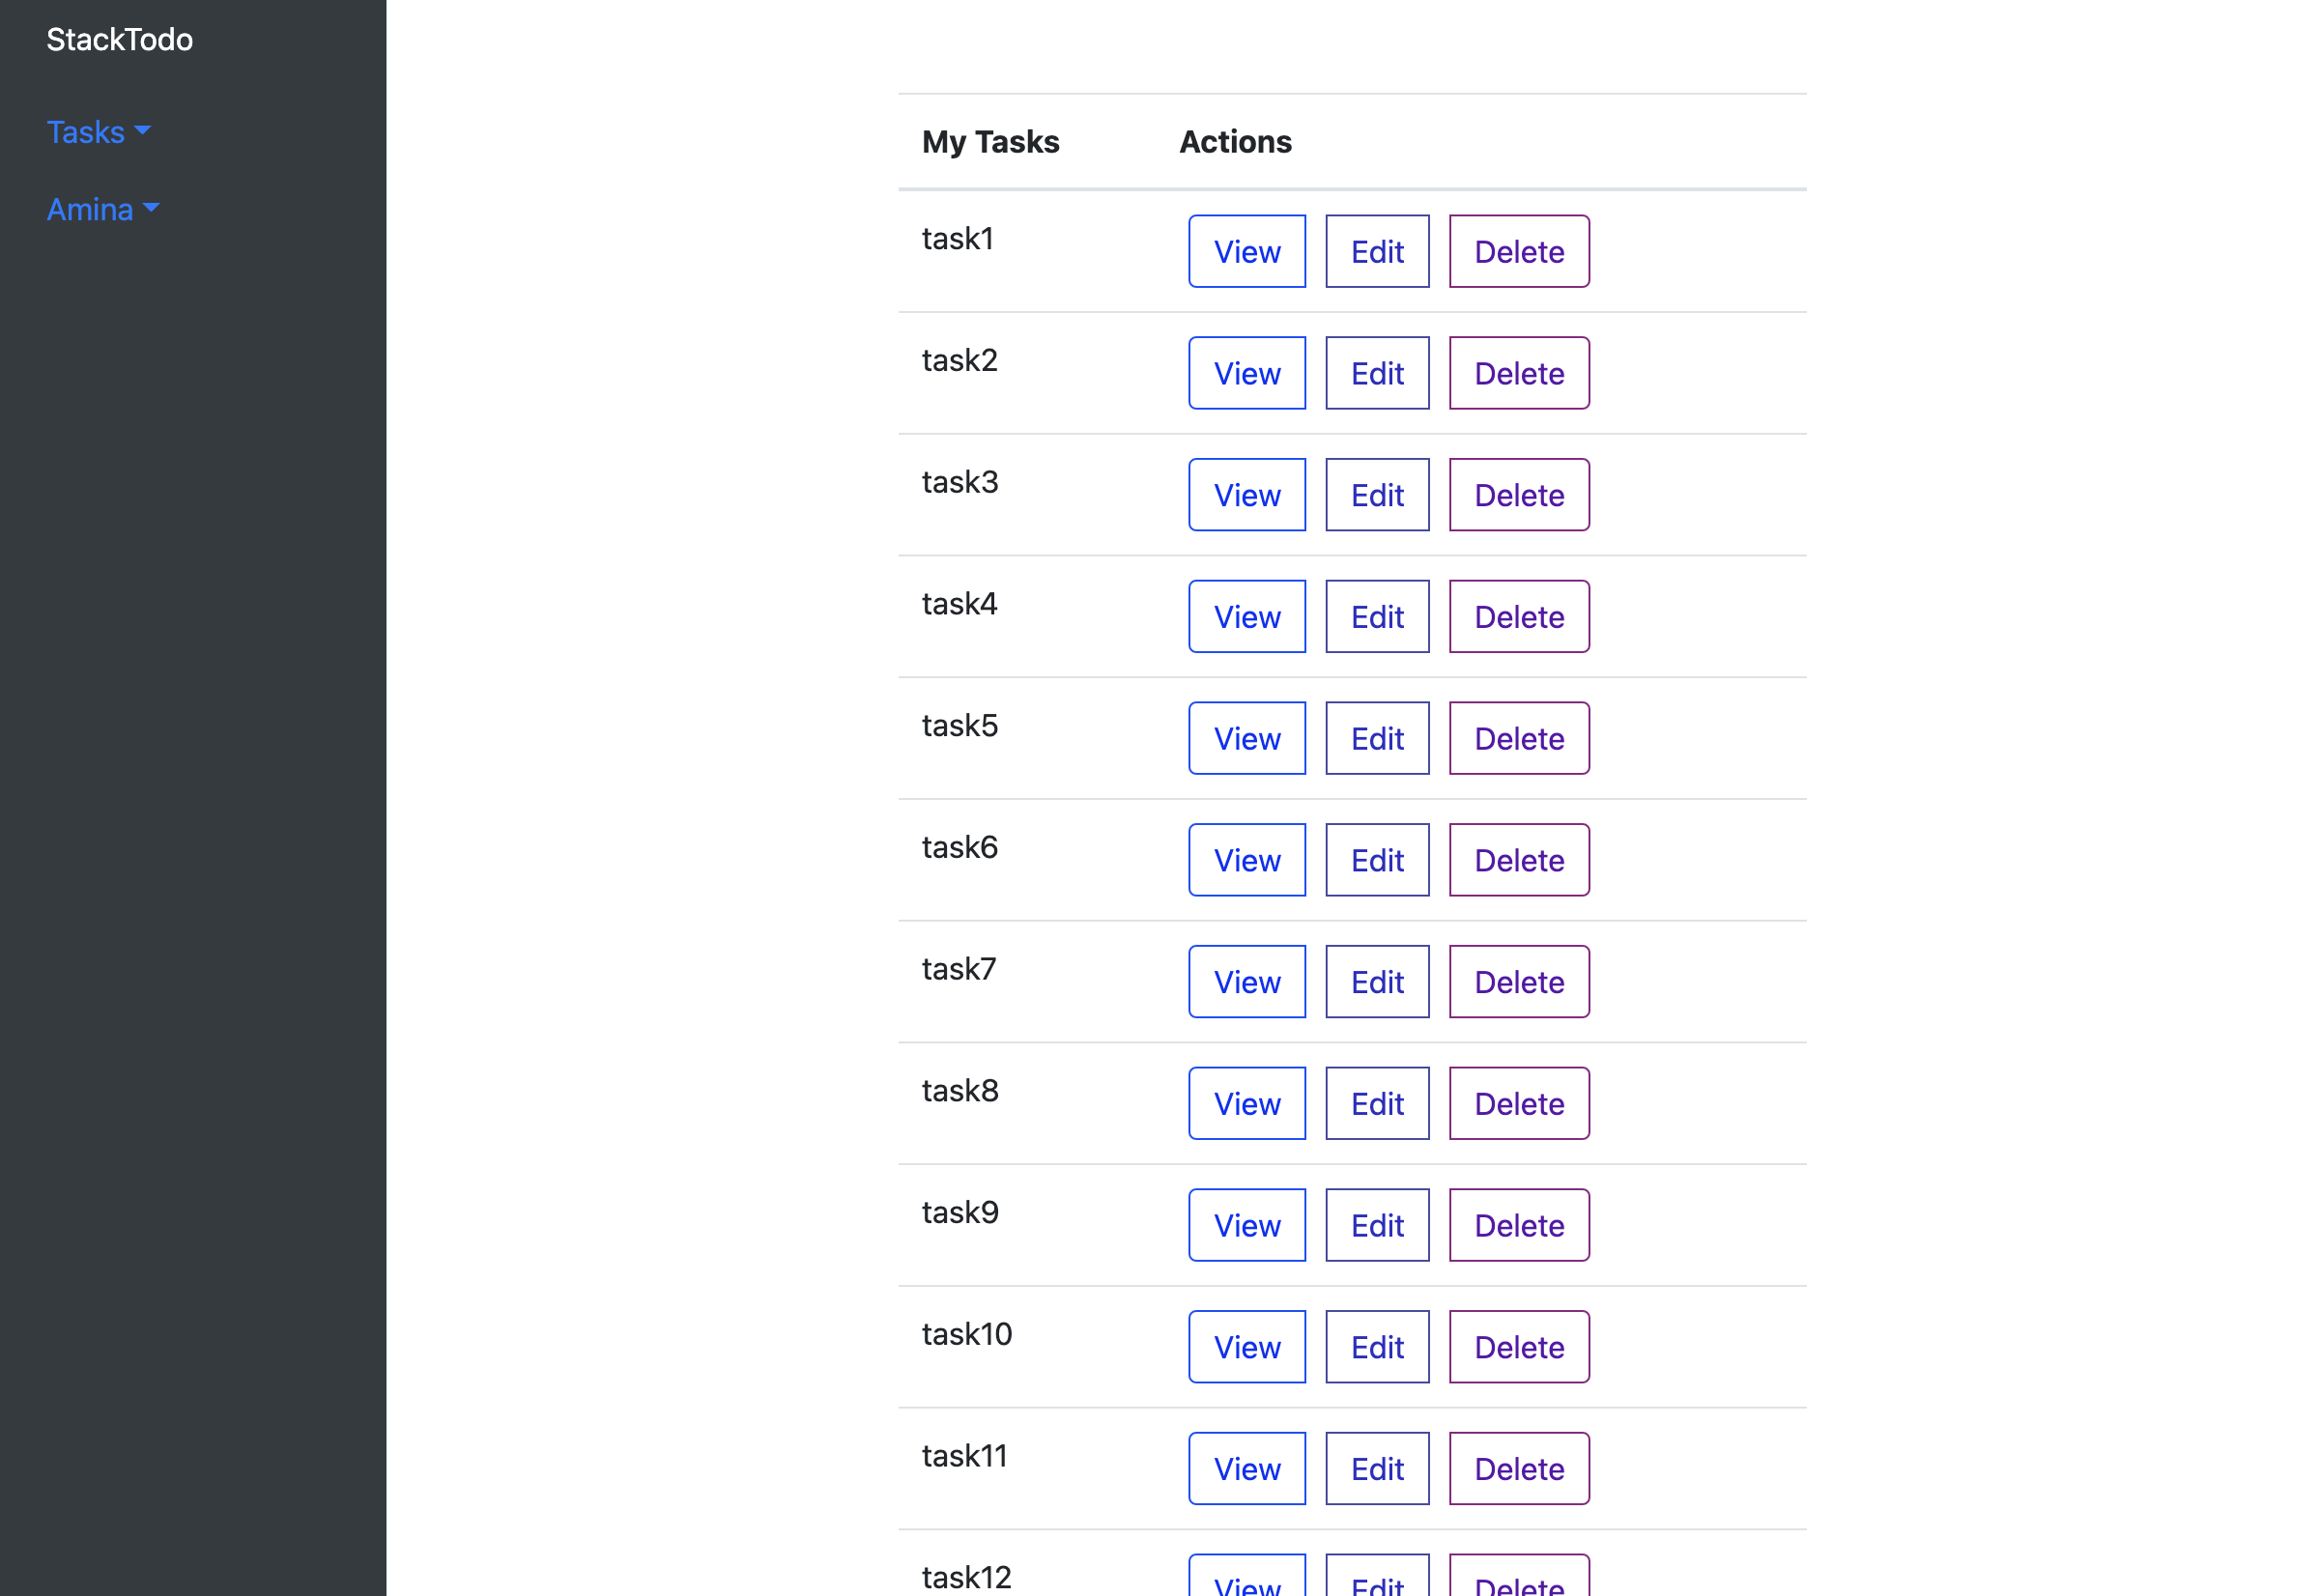 StackTodo
Tasks
Amina
My Tasks Actions
task1 View Edit Delete
task2 View Edit Delete
task3 View Edit Delete
task4 View Edit Delete
task5 View Edit Delete
task6 View Edit Delete
task7 View Edit Delete
task8 View Edit Delete
task9 View Edit Delete
task10 View Edit Delete
task11 View Edit Delete
task12 View Edit Delete